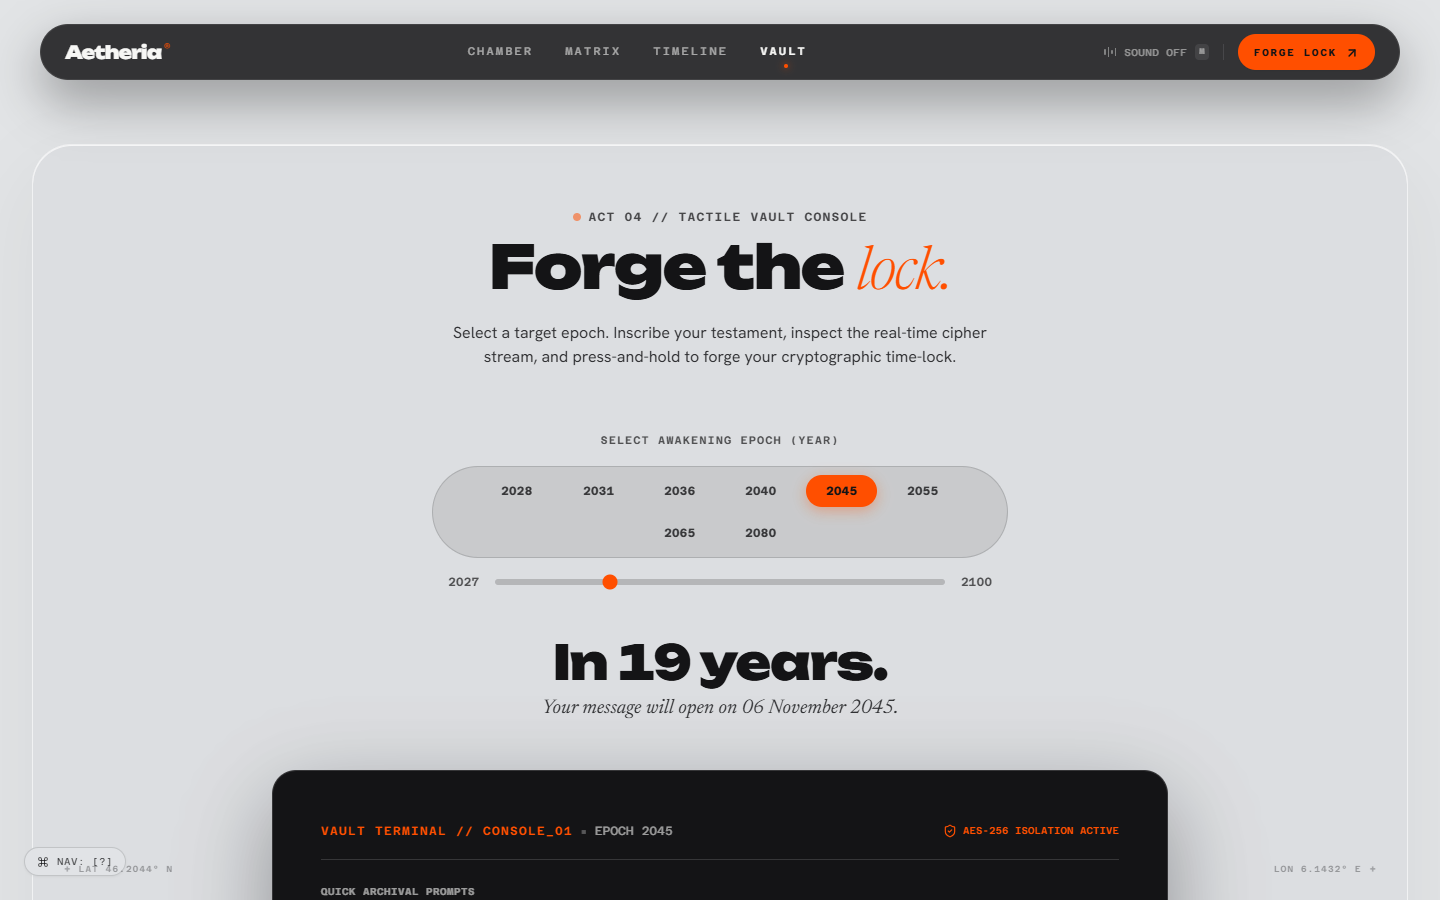 Aetheria
CHAMBER MATRIX TIMELINE VAULT
SOUND OFF M
FORGE LOCK
ACT 04 // TACTILE VAULT CONSOLE
Forge the lock.
Select a target epoch. Inscribe your testament, inspect the real-time cipher
stream, and press-and-hold to forge your cryptographic time-lock.
SELECT AWAKENING EPOCH (YEAR)
2028 2031 2036 2040 2045 2055
2065 2080
2027 2100
In 19 years.
Your message will open on 06 November 2045.
VAULT TERMINAL // CONSOLE_01 EPOCH 2045
AES-256 ISOLATION ACTIVE
QUICK ARCHIVAL PROMPTS
⌘ NAV: [?]
+ LAT 46.2044° N
LON 6.1432° E +